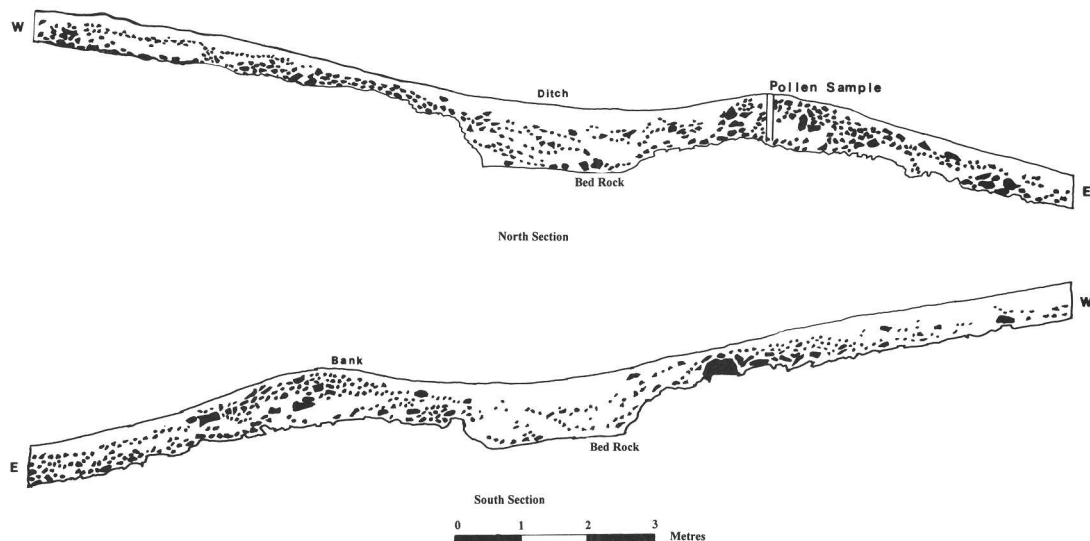 W
Ditch
Pollen Sample
Bed Rock
E
North Section
W
Bank
E
Bed Rock
South Section
0 1 2 3
Metres